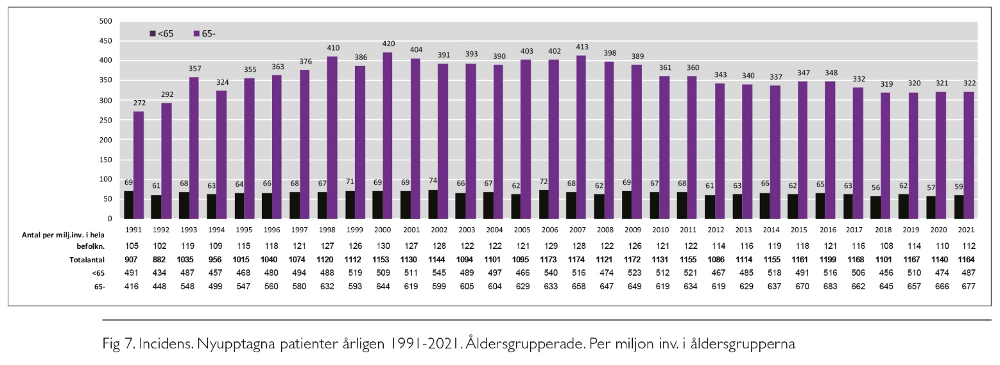 500
<65 65-
450
400
350
300
250
200
150
100
50
0
272 292 357 324 355 363 376 410 386 420 404 391 393 390 403 402 413 398 389 361 360 343 340 337 347 348 332 319 320 321 322
69 61 68 63 64 66 68 67 71 69 69 74 66 67 62 72 68 62 69 67 68 61 63 66 62 65 63 56 62 57 59
1991 1992 1993 1994 1995 1996 1997 1998 1999 2000 2001 2002 2003 2004 2005 2006 2007 2008 2009 2010 2011 2012 2013 2014 2015 2016 2017 2018 2019 2020 2021
Antal per milj.inv. i hela
befolkn. 105 102 119 109 115 118 121 127 126 130 127 128 122 122 121 129 128 122 126 121 122 114 116 119 118 121 116 108 114 110 112
Totalantal 907 882 1035 956 1015 1040 1074 1120 1112 1153 1130 1144 1094 1101 1095 1173 1174 1121 1172 1131 1155 1086 1114 1155 1161 1199 1168 1101 1167 1140 1164
<65 491 434 487 457 468 480 494 488 519 509 511 545 489 497 466 540 516 474 523 512 521 467 485 518 491 516 506 456 510 474 487
65- 416 448 548 499 547 560 580 632 593 644 619 599 605 604 629 633 658 647 649 619 634 619 629 637 670 683 662 645 657 666 677
Fig 7. Incidens. Nyupptagna patienter årligen 1991-2021. Åldersgrupperade. Per miljon inv. i åldersgrupperna